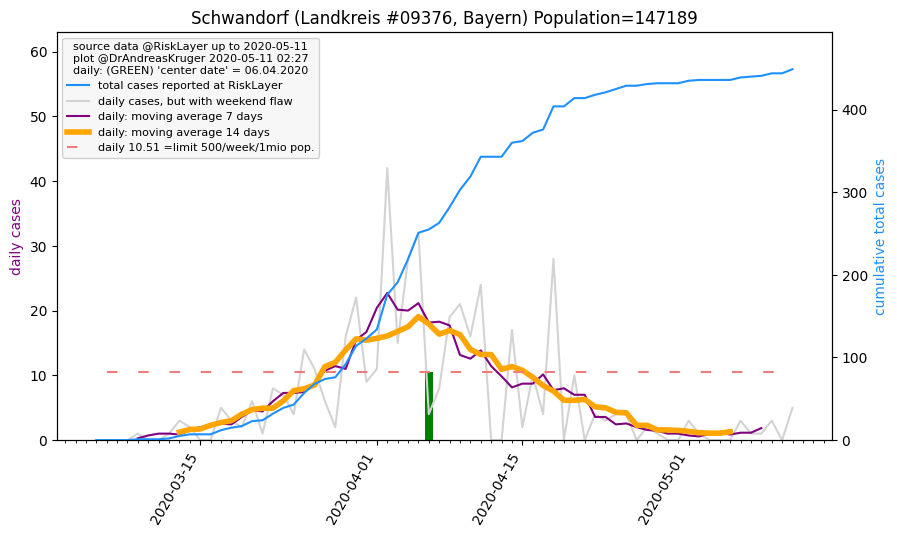 Schwandorf (Landkreis #09376, Bayern) Population=147189
source data @RiskLayer up to 2020-05-11
plot @DrAndreasKruger 2020-05-11 02:27
daily: (GREEN) 'center date' = 06.04.2020
total cases reported at RiskLayer
daily cases, but with weekend flaw
daily: moving average 7 days
daily: moving average 14 days
daily 10.51 =limit 500/week/1mio pop.
daily cases
60
50
40
30
20
10
0
cumulative total cases
400
300
200
100
0
2020-03-15
2020-04-01
2020-04-15
2020-05-01